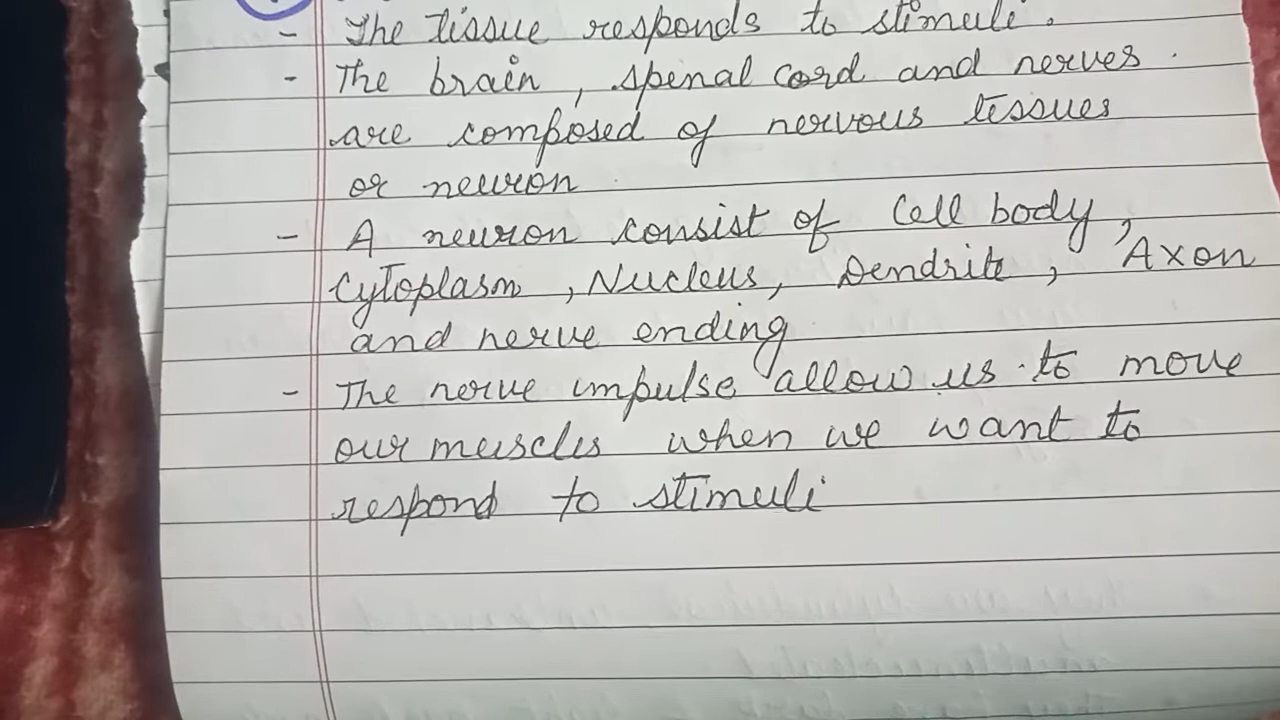 - The tissue responds to stimuli.
- The brain, spenal cord and nerves.
are composed of nervous tissues
or neuron.
- A neuron consist of Cell body,
Cytoplasm, Nucleus, Dendrite, Axon
and nerve ending
- The nerve impulse allow us to move
our muscles when we want to
respond to stimuli